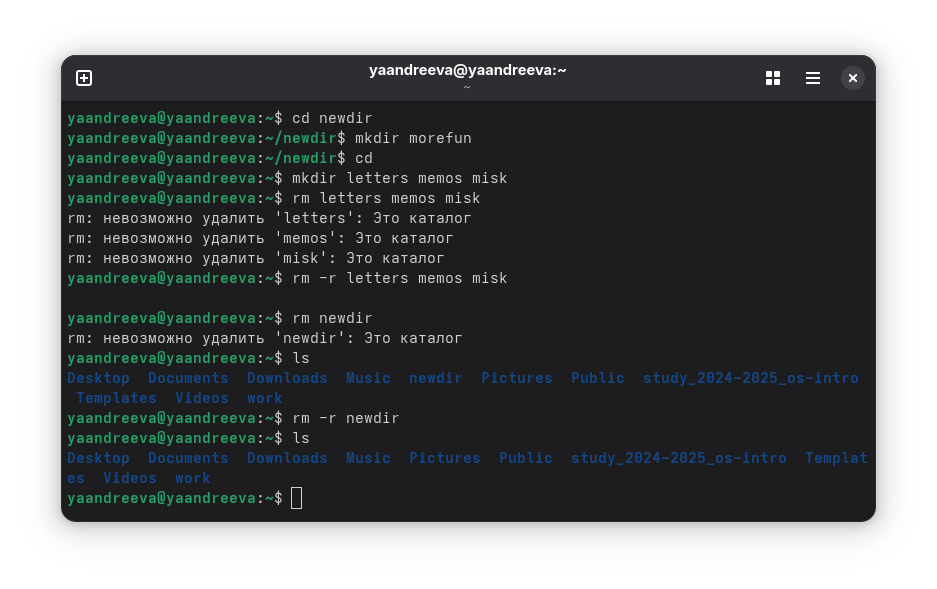 yaandreeva@yaandreeva:~
~
yaandreeva@yaandreeva:~$ cd newdir
yaandreeva@yaandreeva:~/newdir$ mkdir morefun
yaandreeva@yaandreeva:~/newdir$ cd
yaandreeva@yaandreeva:~$ mkdir letters memos misk
yaandreeva@yaandreeva:~$ rm letters memos misk
rm: невозможно удалить 'letters': Это каталог
rm: невозможно удалить 'memos': Это каталог
rm: невозможно удалить 'misk': Это каталог
yaandreeva@yaandreeva:~$ rm -r letters memos misk
yaandreeva@yaandreeva:~$ rm newdir
rm: невозможно удалить 'newdir': Это каталог
yaandreeva@yaandreeva:~$ ls
Desktop  Documents  Downloads  Music  newdir  Pictures  Public  study_2024-2025_os-intro
 Templates  Videos  work
yaandreeva@yaandreeva:~$ rm -r newdir
yaandreeva@yaandreeva:~$ ls
Desktop  Documents  Downloads  Music  Pictures  Public  study_2024-2025_os-intro  Templat
es  Videos  work
yaandreeva@yaandreeva:~$